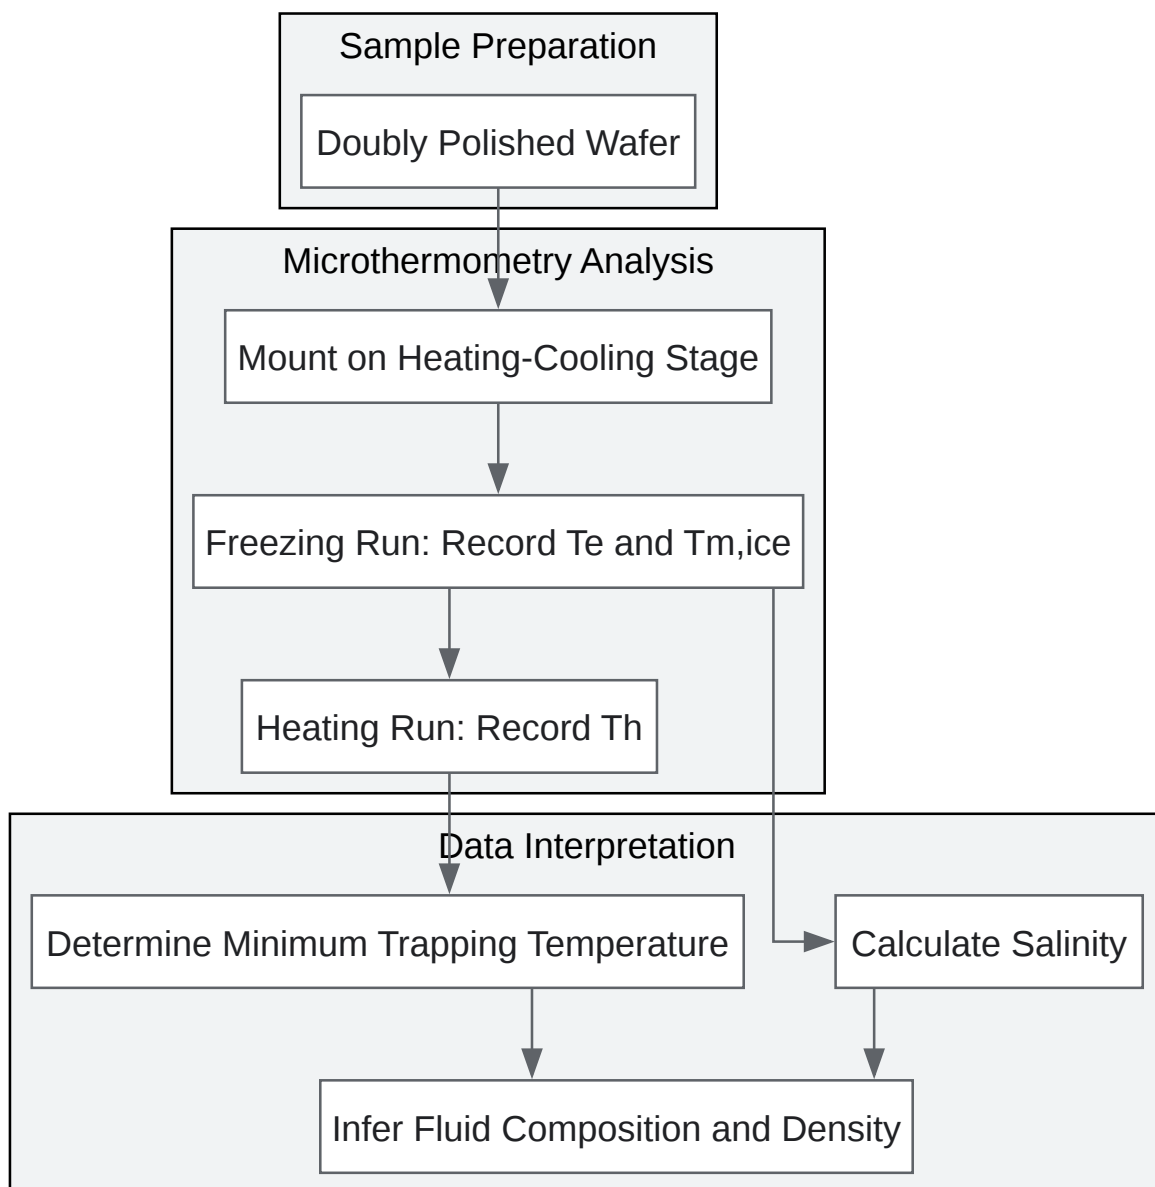 Sample Preparation
Doubly Polished Wafer
Microthermometry Analysis
Mount on Heating-Cooling Stage
Freezing Run: Record Te and Tm,ice
Heating Run: Record Th
Data Interpretation
Determine Minimum Trapping Temperature
Calculate Salinity
Infer Fluid Composition and Density